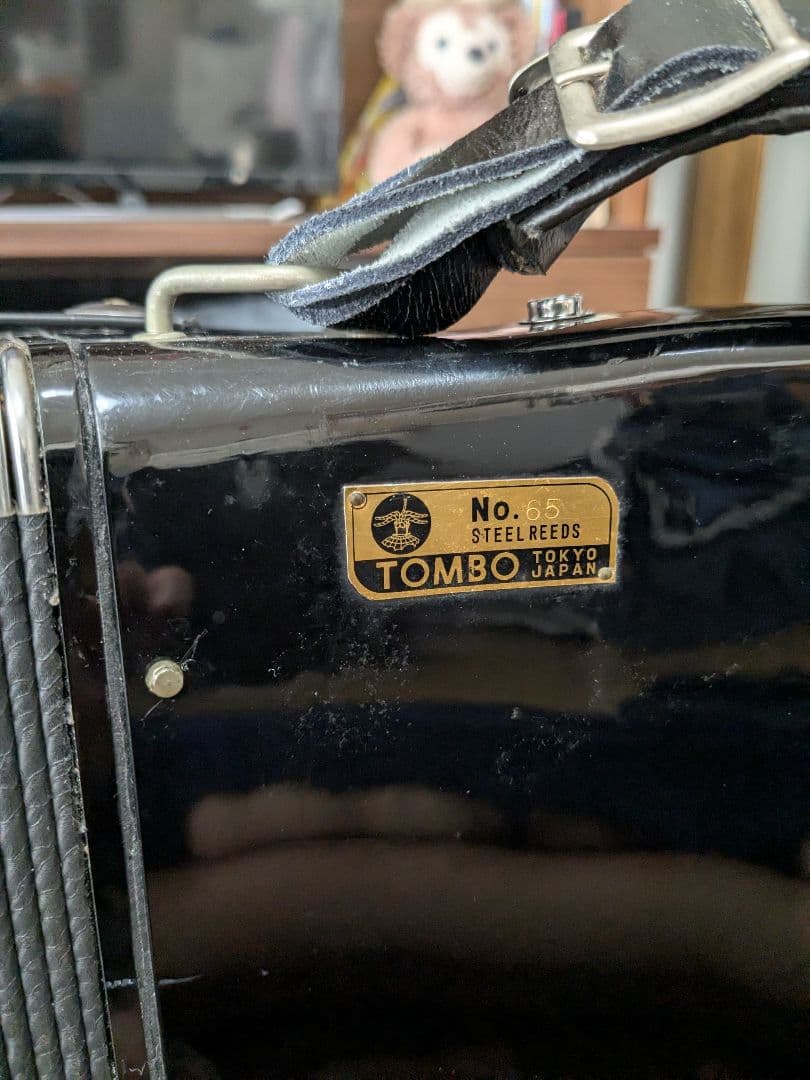 No. 65
STEEL REEDS
TOMBO TOKYO
JAPAN